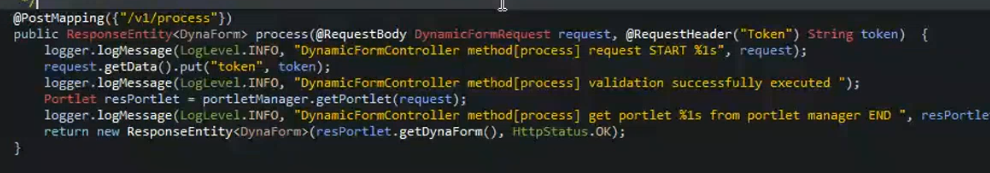 */
@PostMapping({"/v1/process"})
public ResponseEntity<DynaForm> process(@RequestBody DynamicFormRequest request, @RequestHeader("Token") String token)  {
    logger.logMessage(LogLevel.INFO, "DynamicFormController method[process] request START %1s", request);
    request.getData().put("token", token);
    logger.logMessage(LogLevel.INFO, "DynamicFormController method[process] validation successfully executed ");
    Portlet resPortlet = portletManager.getPortlet(request);
    logger.logMessage(LogLevel.INFO, "DynamicFormController method[process] get portlet %1s from portlet manager END ", resPortle
    return new ResponseEntity<DynaForm>(resPortlet.getDynaForm(), HttpStatus.OK);
}